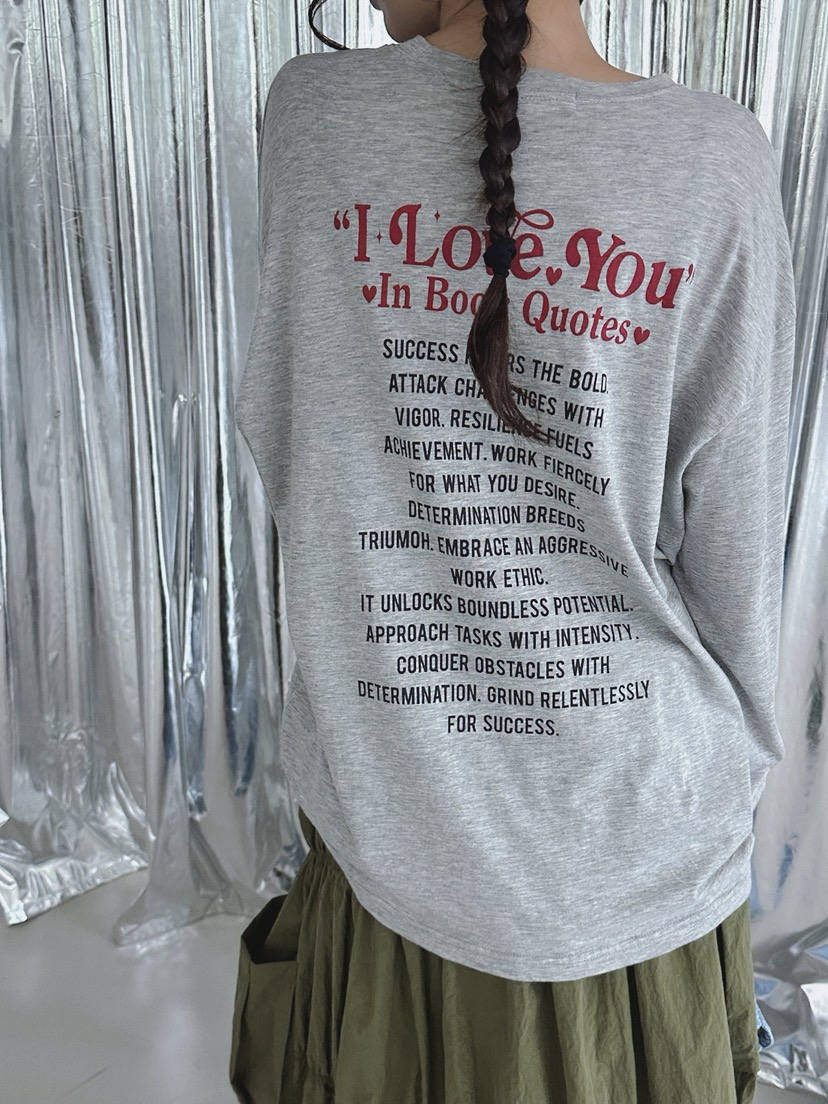 “I Love You”
In Quotes
SUCCESS THE BOLD.
ATTACK CHALLENGES WITH
VIGOR. RESILIENCE FUELS
ACHIEVEMENT. WORK FIERCELY
FOR WHAT YOU DESIRE.
DETERMINATION BREEDS
TRIUMOH. EMBRACE AN AGGRESSIVE
WORK ETHIC.
IT UNLOCKS BOUNDLESS POTENTIAL.
APPROACH TASKS WITH INTENSITY.
CONQUER OBSTACLES WITH
DETERMINATION. GRIND RELENTLESSLY
FOR SUCCESS.